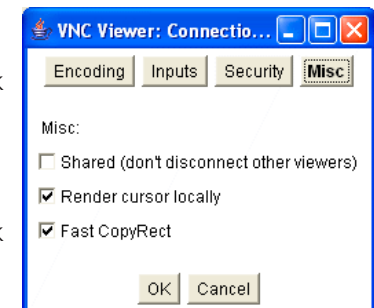 VNC Viewer: Connectio...
Encoding Inputs Security Misc
Misc:
Shared (don't disconnect other viewers)
Render cursor locally
Fast CopyRect
OK Cancel